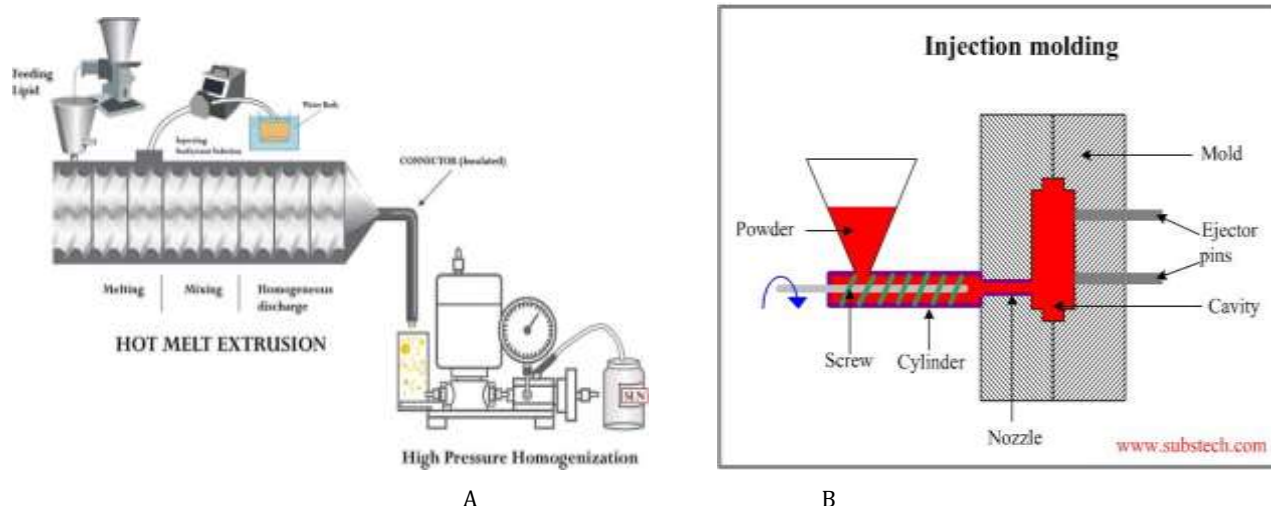 Feeding
Lipid
Water Bath
Injecting
Surfactant Solution
CONNECTOR (Insulated)
Melting
Mixing
Homogeneous
discharge
HOT MELT EXTRUSION
SLN
High Pressure Homogenization
A
Injection molding
Mold
Powder
Ejector
pins
Cavity
Screw
Cylinder
Nozzle
www.substech.com
B